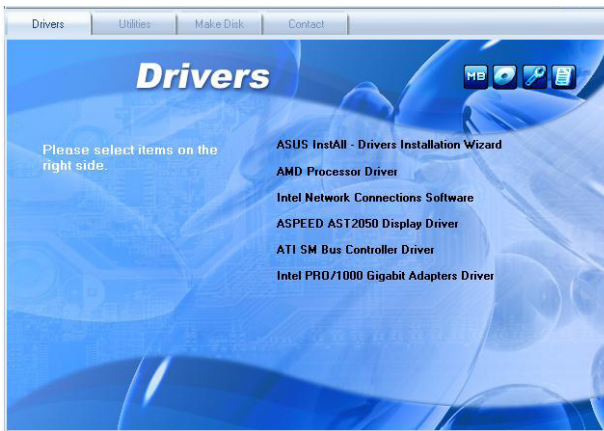 Drivers Utilities Make Disk Contact
Drivers
MB
Please select items on the
right side.
ASUS InstAll - Drivers Installation Wizard
AMD Processor Driver
Intel Network Connections Software
ASPEED AST2050 Display Driver
ATI SM Bus Controller Driver
Intel PRO/1000 Gigabit Adapters Driver